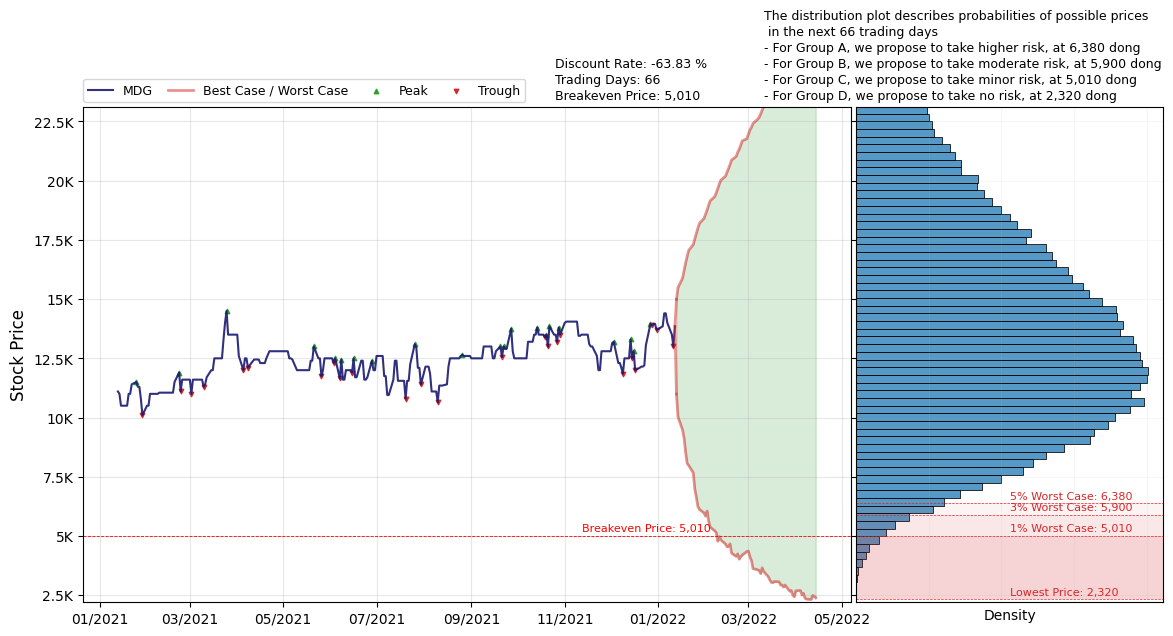 The distribution plot describes probabilities of possible prices
in the next 66 trading days
- For Group A, we propose to take higher risk, at 6,380 dong
- For Group B, we propose to take moderate risk, at 5,900 dong
- For Group C, we propose to take minor risk, at 5,010 dong
- For Group D, we propose to take no risk, at 2,320 dong
Discount Rate: -63.83 %
Trading Days: 66
Breakeven Price: 5,010
MDG
Best Case / Worst Case
Peak
Trough
Stock Price
22.5K
20K
17.5K
15K
12.5K
10K
7.5K
5K
2.5K
Breakeven Price: 5,010
5% Worst Case: 6,380
3% Worst Case: 5,900
1% Worst Case: 5,010
Lowest Price: 2,320
01/2021
03/2021
05/2021
07/2021
09/2021
11/2021
01/2022
03/2022
05/2022
Density